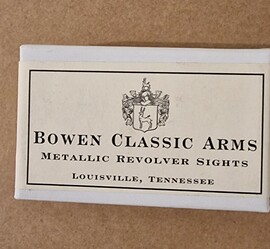 BOWEN CLASSIC ARMS
METALLIC REVOLVER SIGHTS
LOUISVILLE, TENNESSEE